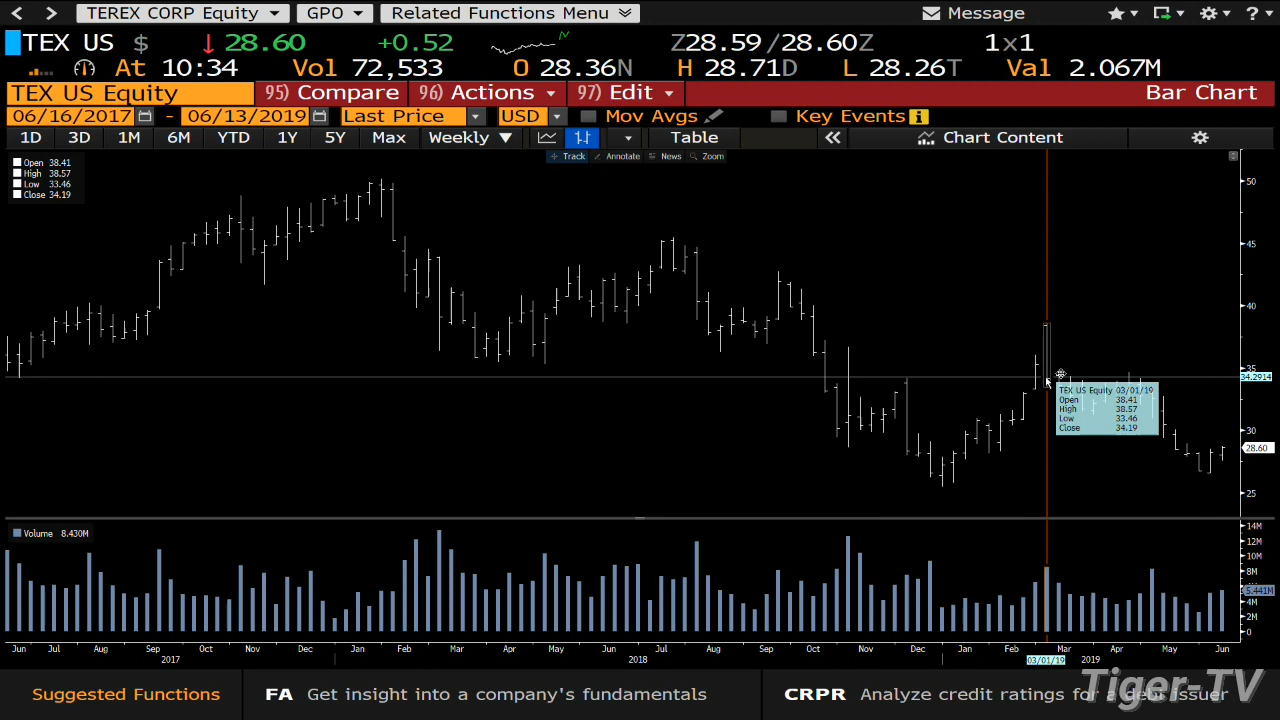 TEREX CORP Equity GPO Related Functions Menu Message ?
TEX US $ 28.60 +0.52 Z28.59/28.60Z 1x1
At 10:34 Vol 72,533 O 28.36N H 28.71D L 28.26T Val 2.067M
TEX US Equity 95) Compare 96) Actions 97) Edit Bar Chart
06/16/2017 - 06/13/2019 Last Price USD Mov Avgs Key Events
1D 3D 1M 6M YTD 1Y 5Y Max Weekly Table Chart Content
Track Annotate News Zoom
Open 38.41
High 38.57
Low 33.46
Close 34.19
50
45
40
35
34.2914
TEX US Equity 03/01/19
Open 38.41
High 38.57
Low 33.46
Close 34.19
30
28.60
25
Volume 8.430M
14M
12M
10M
8M
5.441M
4M
2M
0
Jun Jul Aug Sep Oct Nov Dec Jan Feb Mar Apr May Jun Jul Aug Sep Oct Nov Dec Jan Feb Mar Apr May Jun
2017 2018 03/01/19 2019
Suggested Functions FA Get insight into a company's fundamentals CRPR Analyze credit ratings for a debt issuer
Tiger-TV